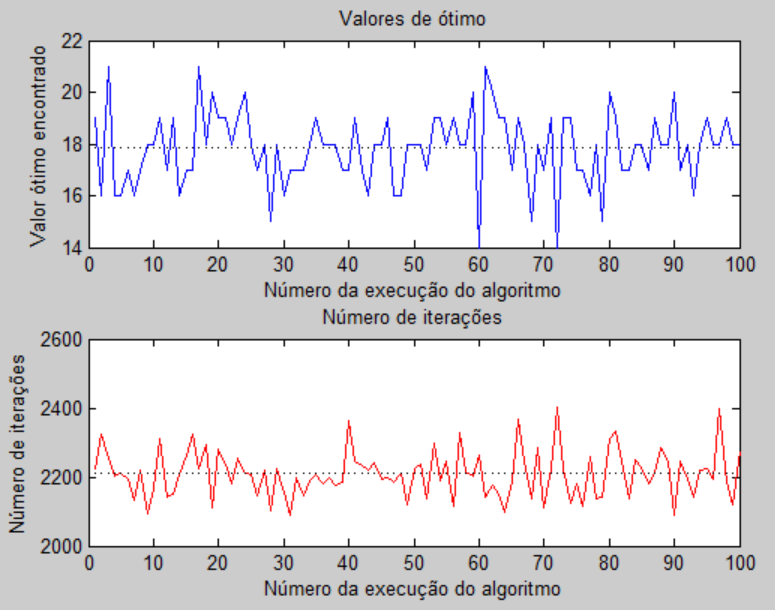 Valores de ótimo
22
20
18
16
14
Valor ótimo encontrado
0 10 20 30 40 50 60 70 80 90 100
Número da execução do algoritmo
Número de iterações
2600
2400
2200
2000
Número de iterações
0 10 20 30 40 50 60 70 80 90 100
Número da execução do algoritmo